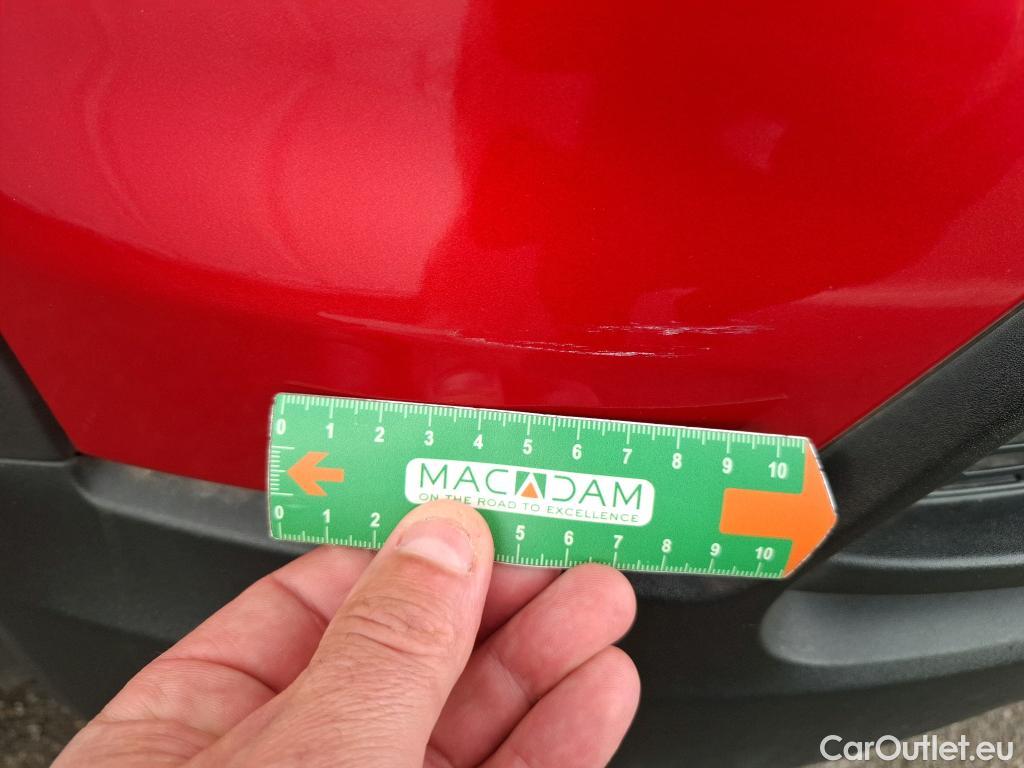 0 1 2 3 4 5 6 7 8 9 10
MACADAM
ON THE ROAD TO EXCELLENCE
0 1 2 5 6 7 8 9 10
CarOutlet.eu